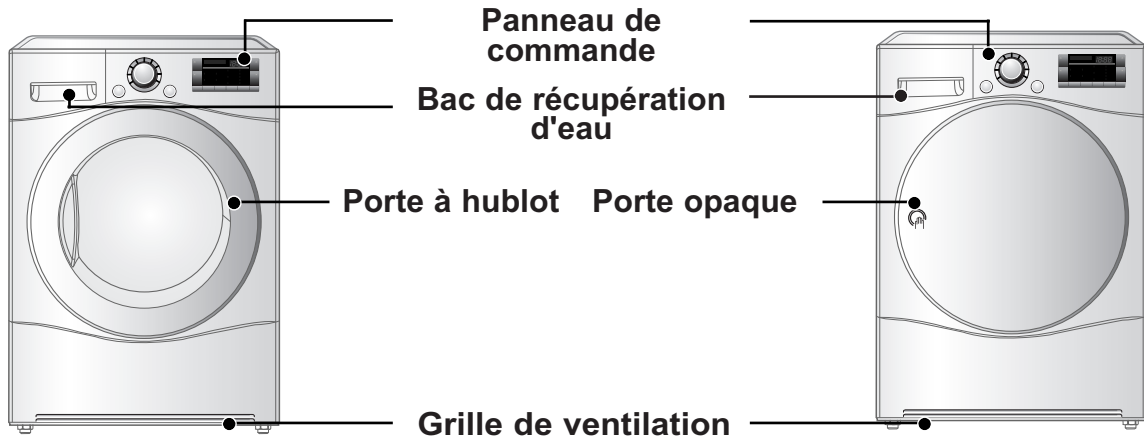 Panneau de
commande
Bac de récupération
d'eau
Porte à hublot
Porte opaque
Grille de ventilation